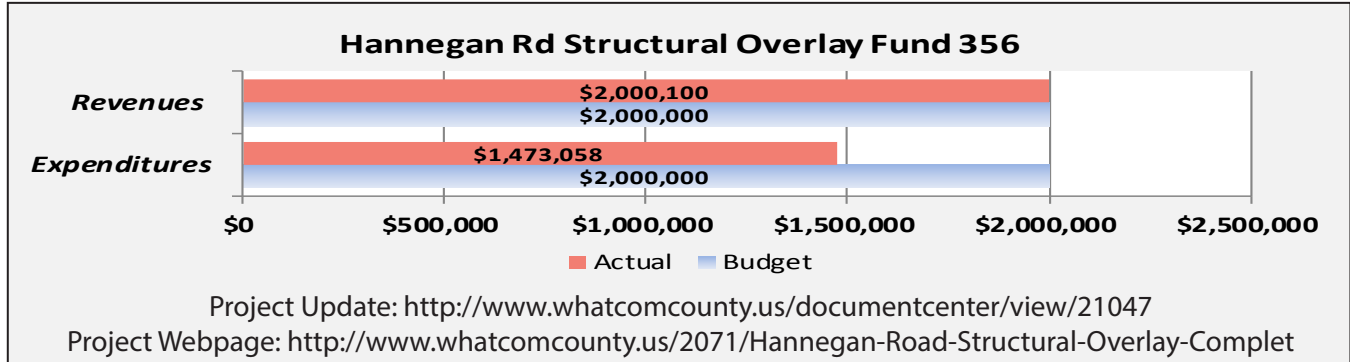 Hannegan Rd Structural Overlay Fund 356
Revenues
$2,000,100
$2,000,000
Expenditures
$1,473,058
$2,000,000
$0 $500,000 $1,000,000 $1,500,000 $2,000,000 $2,500,000
Actual Budget
Project Update: http://www.whatcomcounty.us/documentcenter/view/21047
Project Webpage: http://www.whatcomcounty.us/2071/Hannegan-Road-Structural-Overlay-Complet